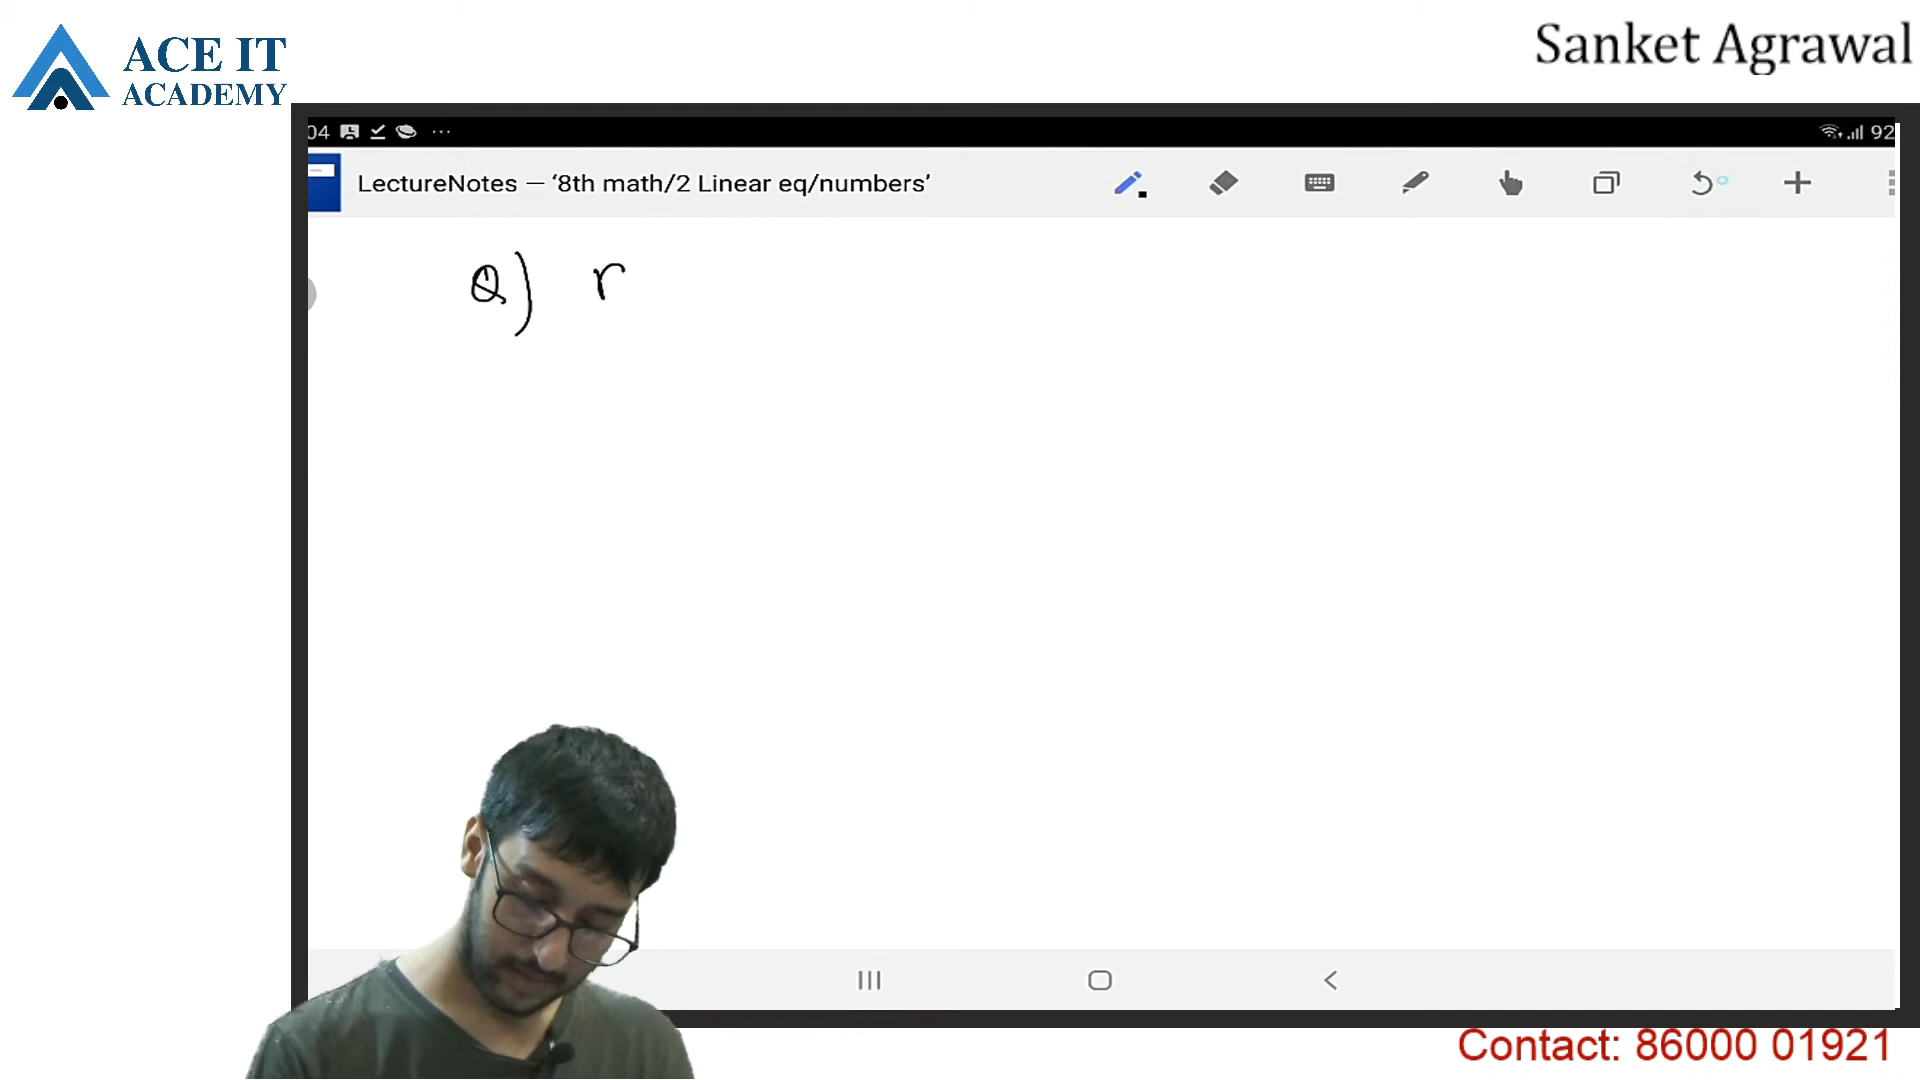 ACE IT
ACADEMY
Sanket Agrawal
04 ... 92
LectureNotes — ‘8th math/2 Linear eq/numbers’
Q) r
Contact: 86000 01921